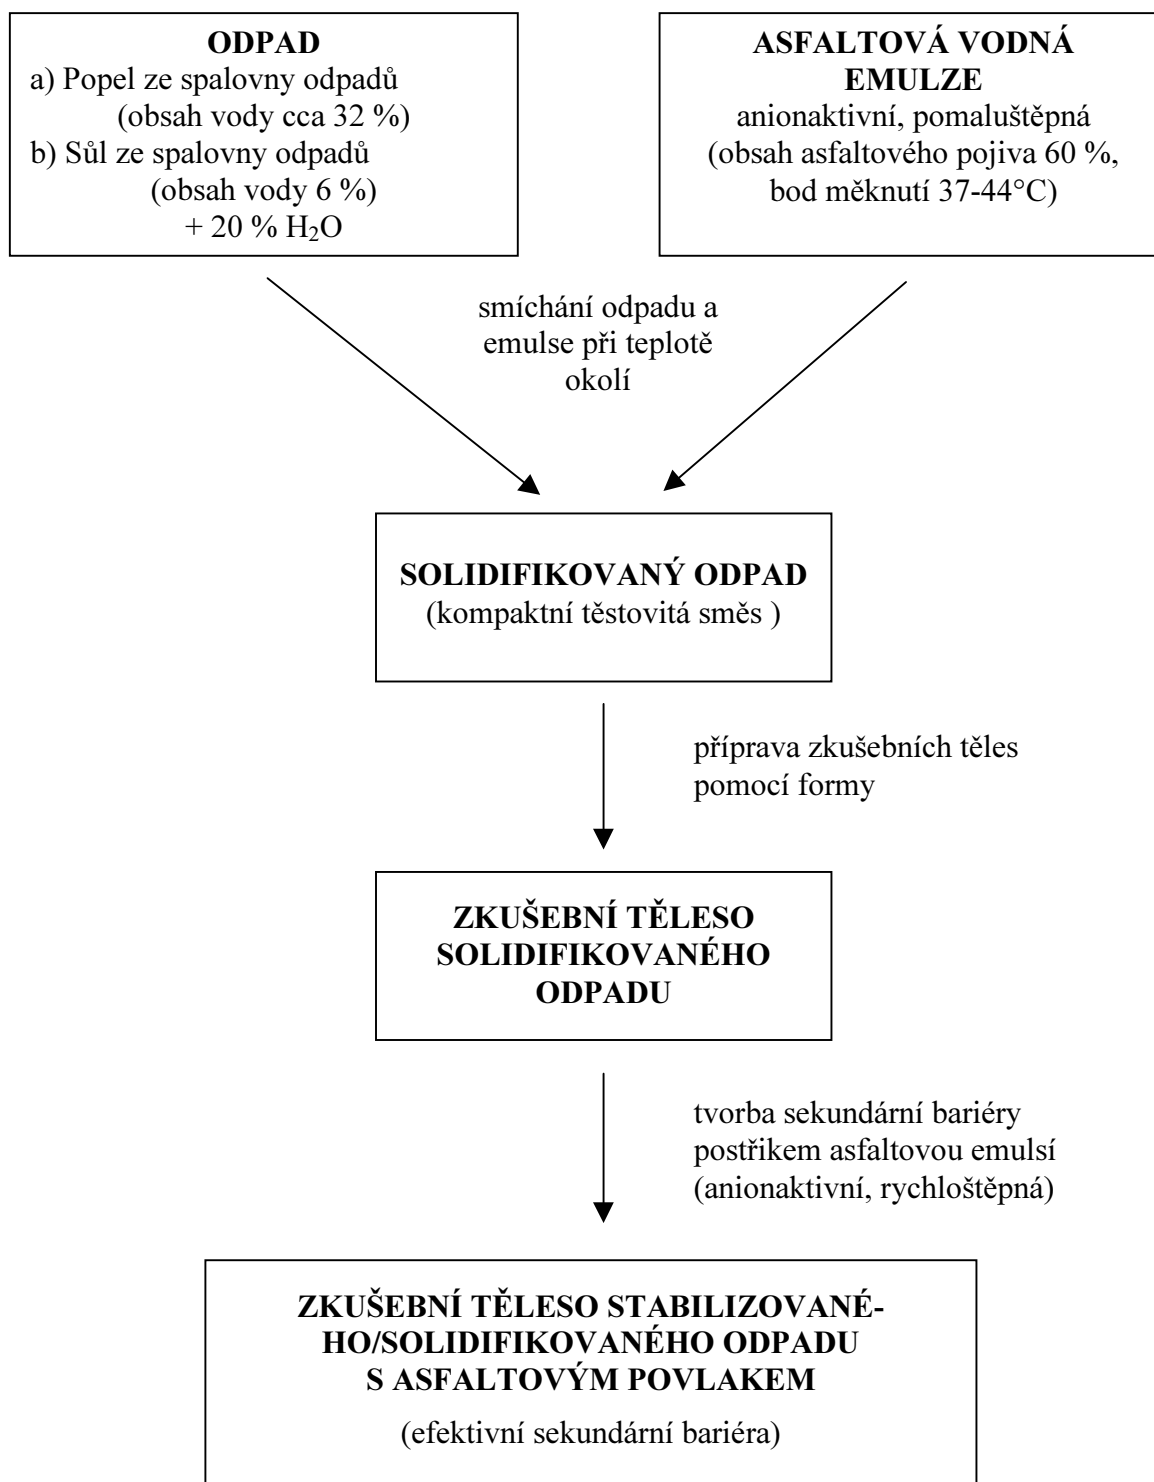 ODPAD
a) Popel ze spalovny odpadů
(obsah vody cca 32 %)
b) Sůl ze spalovny odpadů
(obsah vody 6 %)
+ 20 % H₂O
ASFALTOVÁ VODNÁ
EMULZE
anionaktivní, pomaluštěpná
(obsah asfaltového pojiva 60 %,
bod měknutí 37-44°C)
smíchání odpadu a
emulse při teplotě
okolí
SOLIDIFIKOVANÝ ODPAD
(kompaktní těstovitá směs )
příprava zkušebních těles
pomocí formy
ZKUŠEBNÍ TĚLESO
SOLIDIFIKOVANÉHO
ODPADU
tvorba sekundární bariéry
postřikem asfaltovou emulsí
(anionaktivní, rychloštěpná)
ZKUŠEBNÍ TĚLESO STABILIZOVANÉ-
HO/SOLIDIFIKOVANÉHO ODPADU
S ASFALTOVÝM POVLAKEM
(efektivní sekundární bariéra)